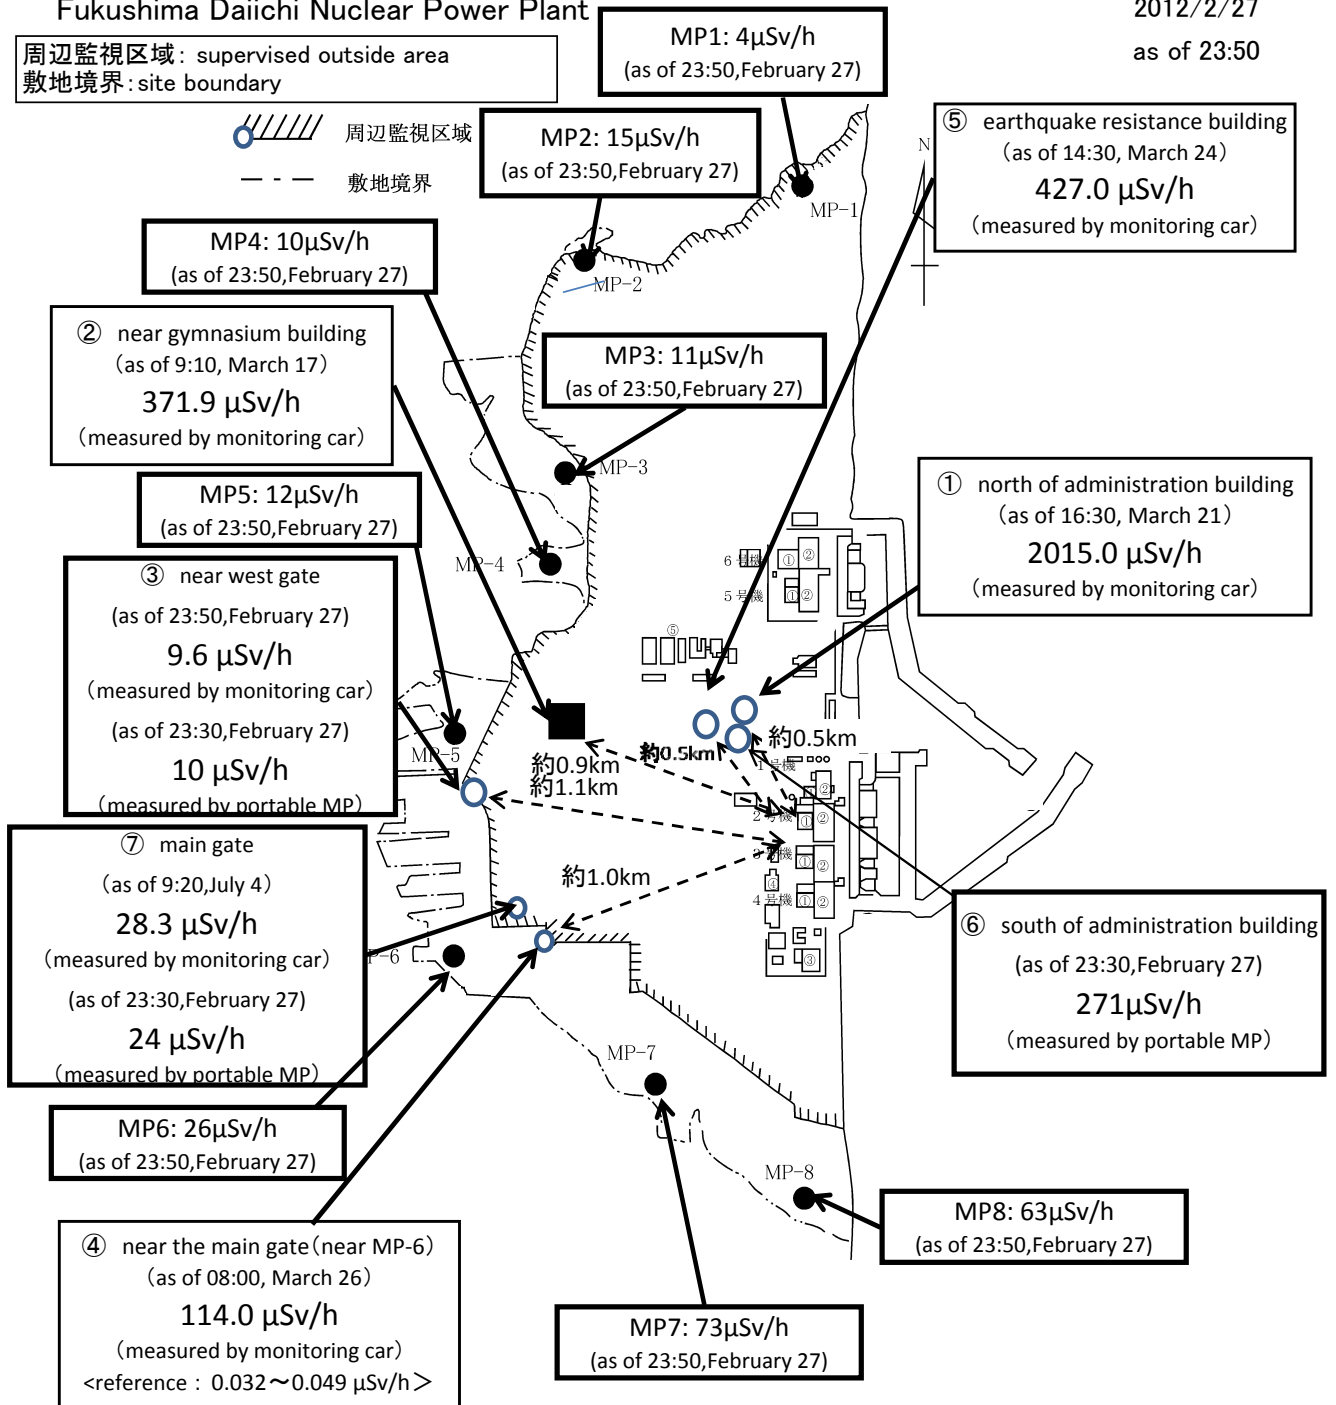 Fukushima Daiichi Nuclear Power Plant
2012/2/27
as of 23:50
周辺監視区域: supervised outside area
敷地境界:site boundary
周辺監視区域
敷地境界
MP1: 4μSv/h
(as of 23:50,February 27)
MP2: 15μSv/h
(as of 23:50,February 27)
⑤ earthquake resistance building
(as of 14:30, March 24)
427.0 μSv/h
(measured by monitoring car)
N
MP-1
MP4: 10μSv/h
(as of 23:50,February 27)
MP-2
② near gymnasium building
(as of 9:10, March 17)
371.9 μSv/h
(measured by monitoring car)
MP3: 11μSv/h
(as of 23:50,February 27)
MP-3
MP5: 12μSv/h
(as of 23:50,February 27)
① north of administration building
(as of 16:30, March 21)
2015.0 μSv/h
(measured by monitoring car)
MP-4
③ near west gate
(as of 23:50,February 27)
9.6 μSv/h
(measured by monitoring car)
(as of 23:30,February 27)
10 μSv/h
(measured by portable MP)
6号機
① ②
5号機
① ②
⑤
MP-5
約0.9km
約1.1km
約0.5km
約0.5km
1号機
②
2号機
① ②
3号機
① ②
④
4号機
① ②
③
約1.0km
⑦ main gate
(as of 9:20,July 4)
28.3 μSv/h
(measured by monitoring car)
(as of 23:30,February 27)
24 μSv/h
(measured by portable MP)
P-6
⑥ south of administration building
(as of 23:30,February 27)
271μSv/h
(measured by portable MP)
MP-7
MP6: 26μSv/h
(as of 23:50,February 27)
MP-8
MP8: 63μSv/h
(as of 23:50,February 27)
④ near the main gate(near MP-6)
(as of 08:00, March 26)
114.0 μSv/h
(measured by monitoring car)
<reference : 0.032～0.049 μSv/h>
MP7: 73μSv/h
(as of 23:50,February 27)